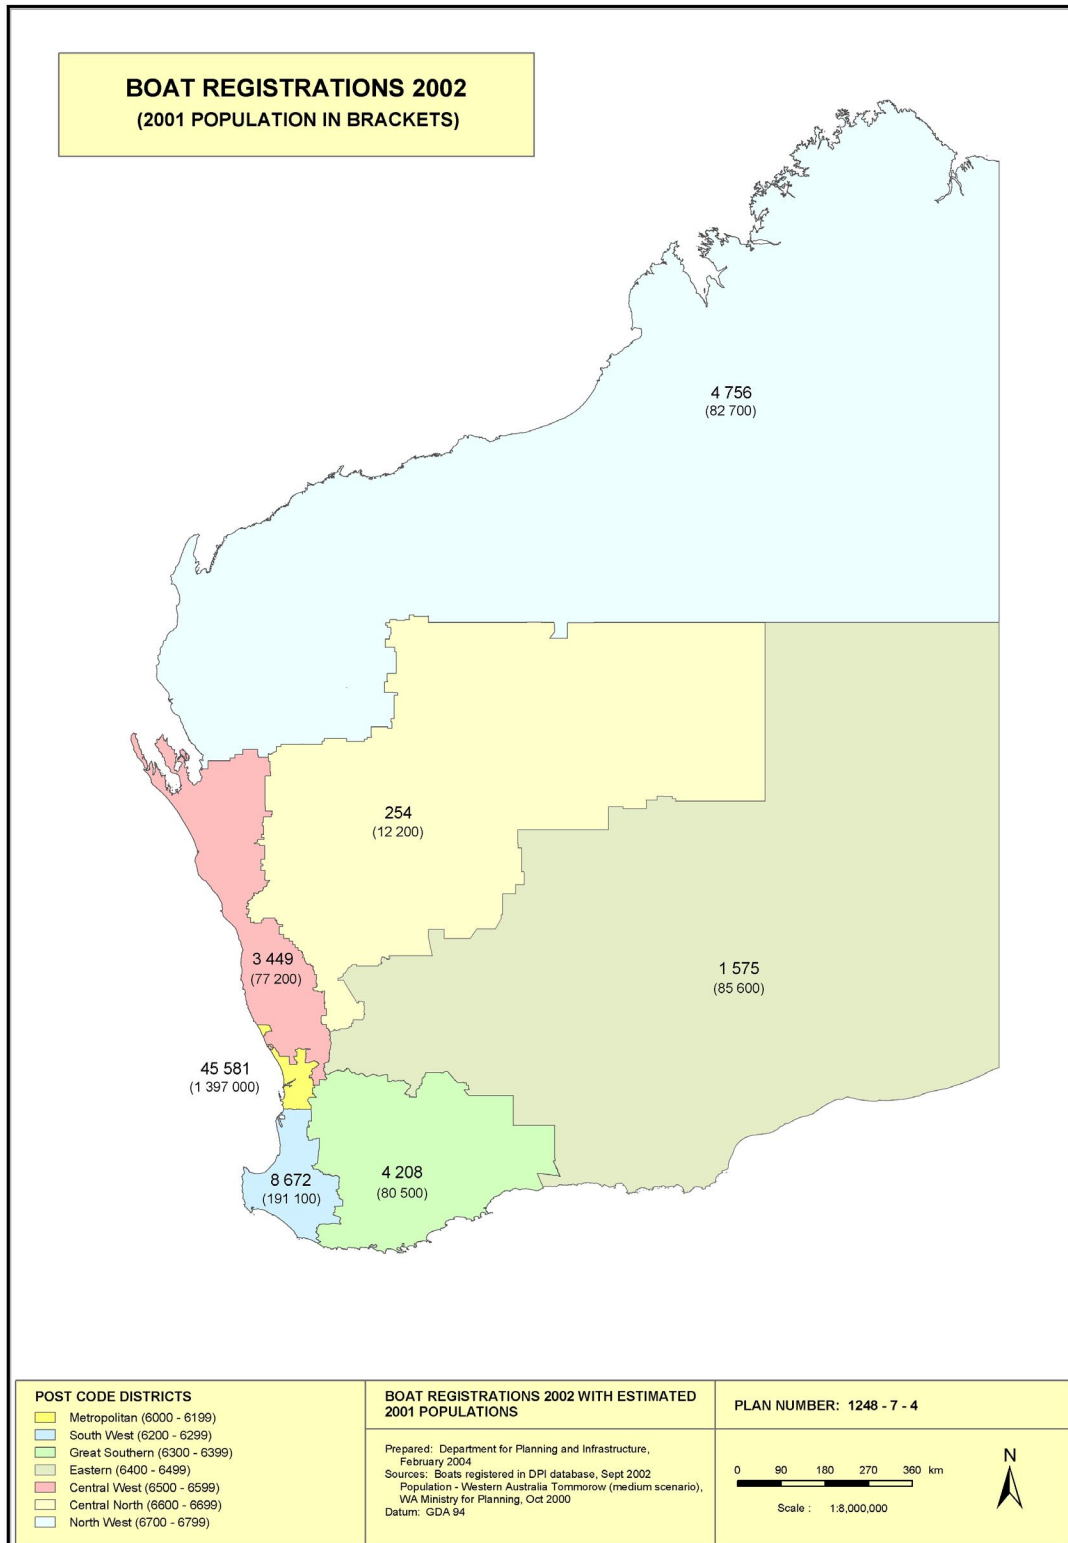 BOAT REGISTRATIONS 2002
(2001 POPULATION IN BRACKETS)
4 756
(82 700)
254
(12 200)
3 449
(77 200)
1 575
(85 600)
45 581
(1 397 000)
8 672
(191 100)
4 208
(80 500)
POST CODE DISTRICTS
Metropolitan (6000 - 6199)
South West (6200 - 6299)
Great Southern (6300 - 6399)
Eastern (6400 - 6499)
Central West (6500 - 6599)
Central North (6600 - 6699)
North West (6700 - 6799)
BOAT REGISTRATIONS 2002 WITH ESTIMATED
2001 POPULATIONS
Prepared: Department for Planning and Infrastructure,
February 2004
Sources: Boats registered in DPI database, Sept 2002
Population - Western Australia Tommorow (medium scenario),
WA Ministry for Planning, Oct 2000
Datum: GDA 94
PLAN NUMBER: 1248 - 7 - 4
0 90 180 270 360 km
Scale : 1:8,000,000
N